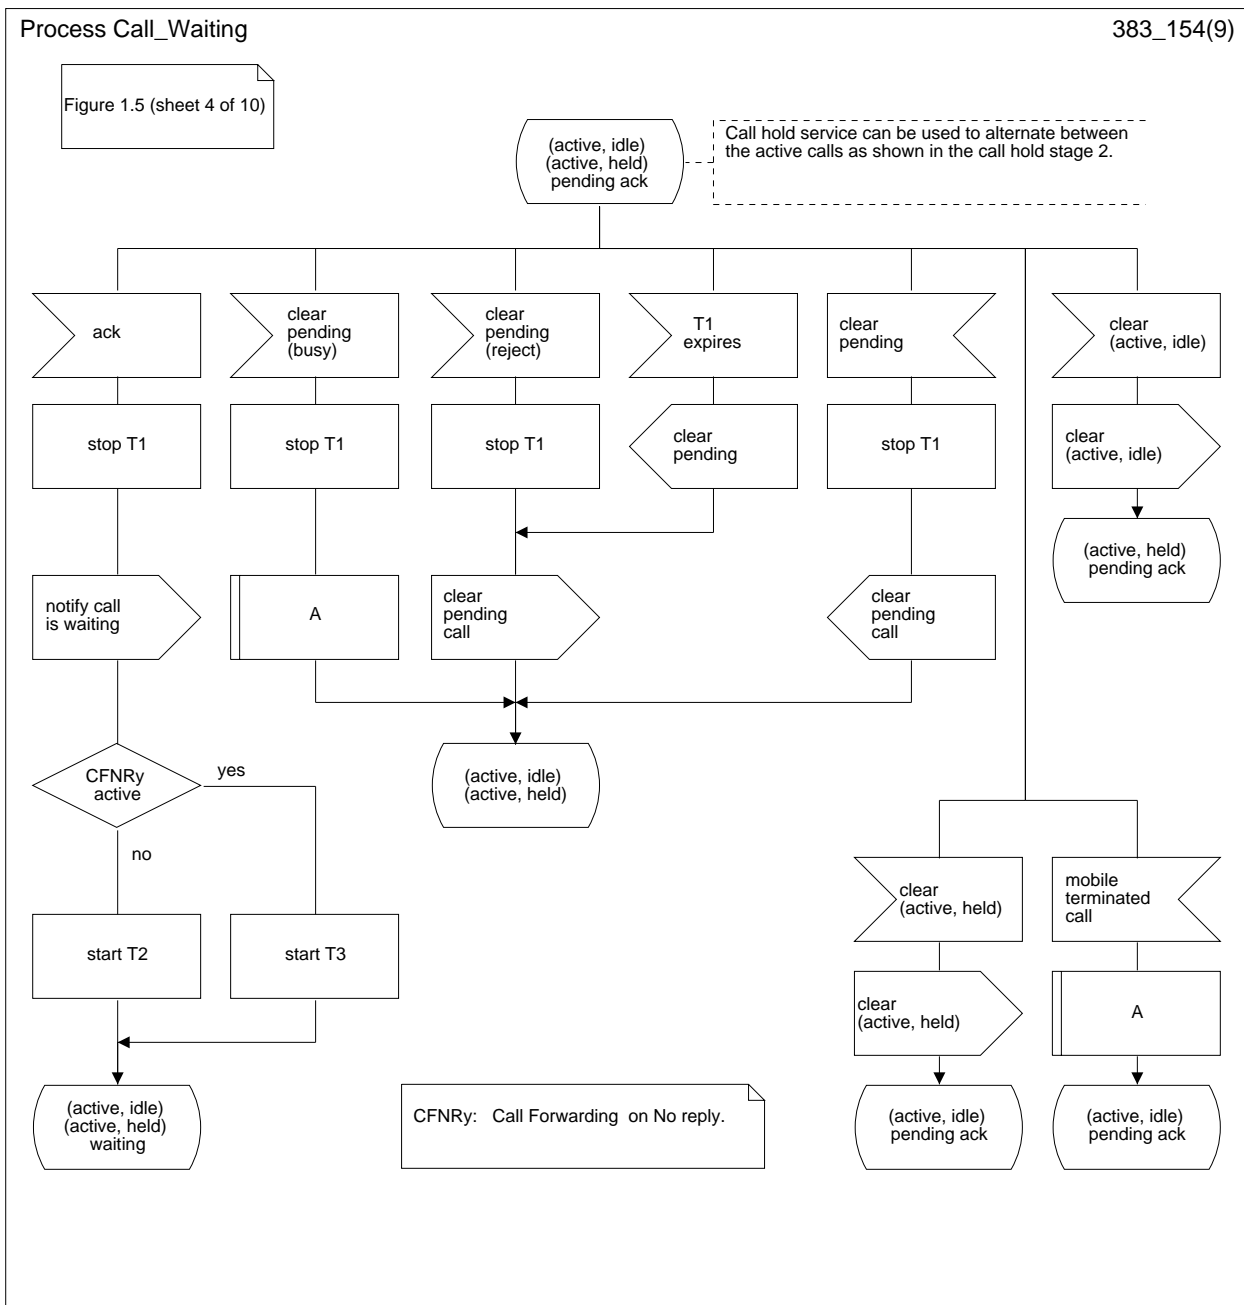 Process Call_Waiting
383_154(9)
Figure 1.5 (sheet 4 of 10)
(active, idle)
(active, held)
pending ack
Call hold service can be used to alternate between
the active calls as shown in the call hold stage 2.
ack
clear
pending
(busy)
clear
pending
(reject)
T1
expires
clear
pending
clear
(active, idle)
stop T1
stop T1
stop T1
clear
pending
stop T1
clear
(active, idle)
(active, held)
pending ack
notify call
is waiting
A
clear
pending
call
clear
pending
call
CFNRy
active
yes
no
(active, idle)
(active, held)
clear
(active, held)
mobile
terminated
call
start T2
start T3
clear
(active, held)
A
(active, idle)
(active, held)
waiting
CFNRy: Call Forwarding on No reply.
(active, idle)
pending ack
(active, idle)
pending ack